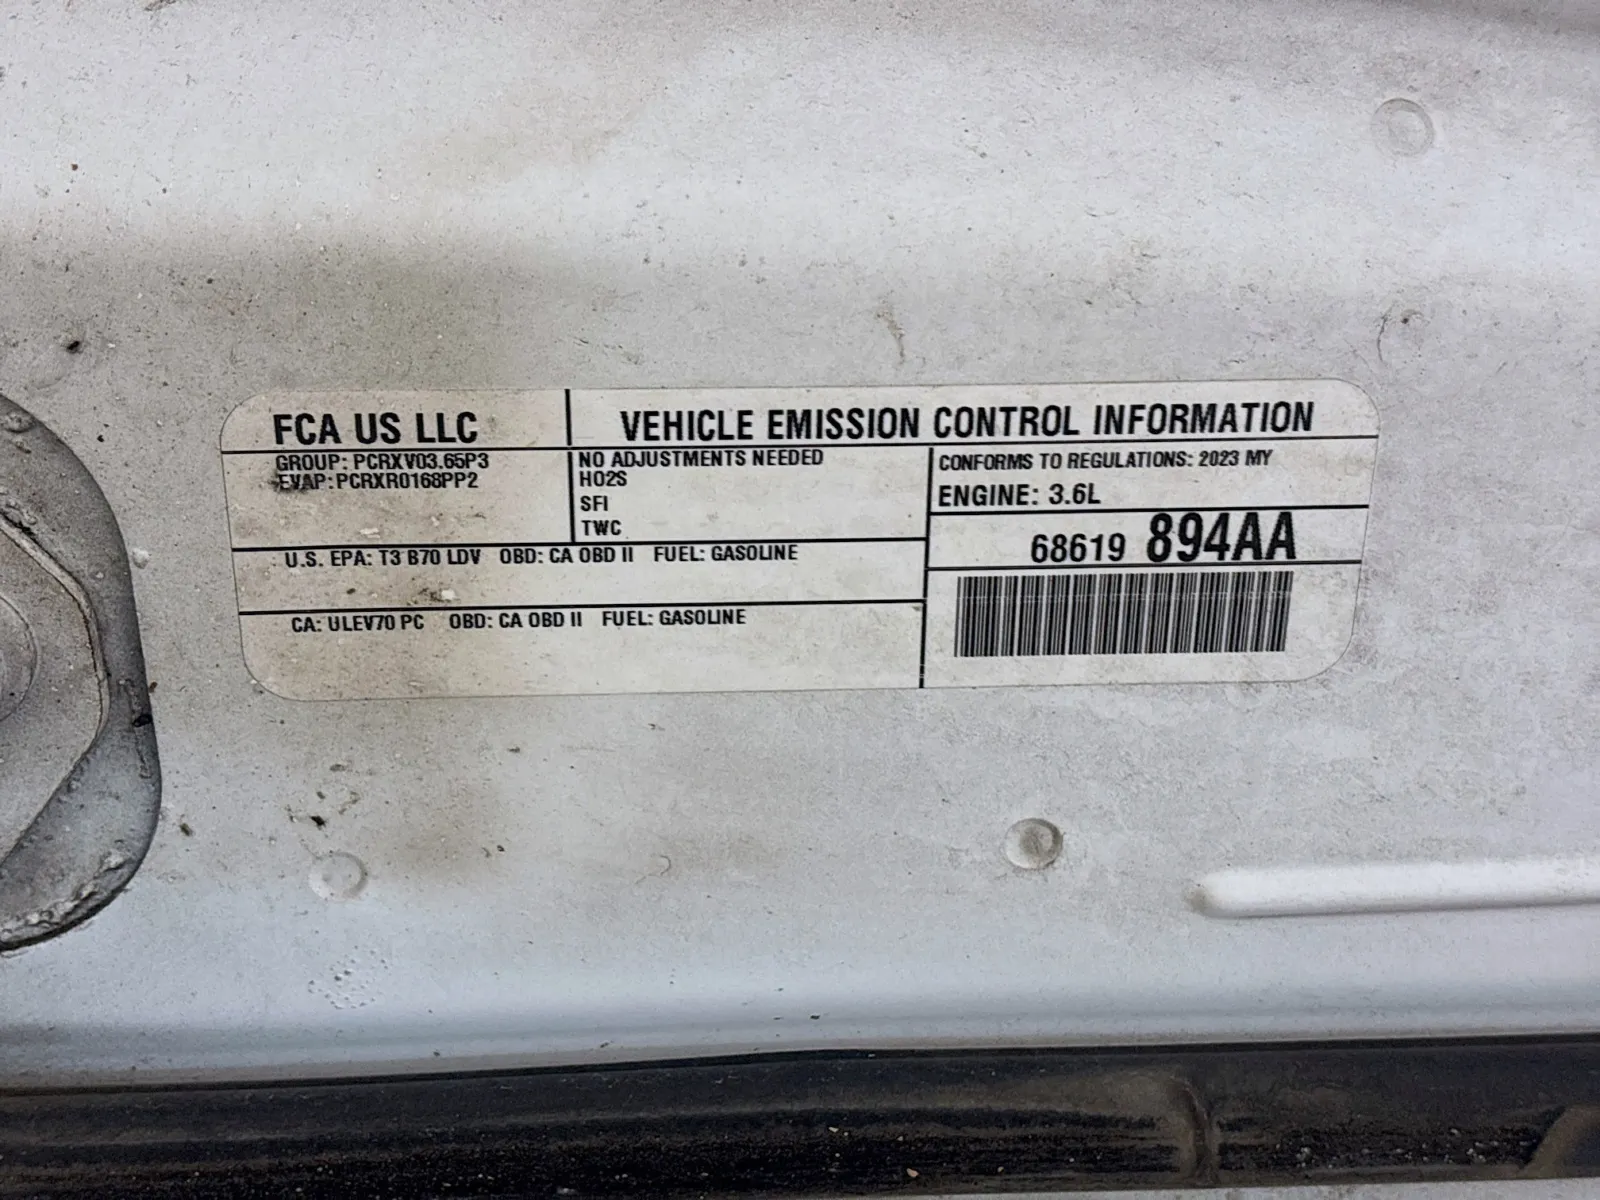 FCA US LLC
VEHICLE EMISSION CONTROL INFORMATION
GROUP: PCRXV03.65P3
EVAP:PCRXR0168PP2
NO ADJUSTMENTS NEEDED
HO2S
SFI
TWC
CONFORMS TO REGULATIONS: 2023 MY
ENGINE: 3.6L
68619 894AA
U.S. EPA: T3 B70 LDV OBD: CA OBD II FUEL: GASOLINE
CA: ULEV70 PC OBD: CA OBD II FUEL: GASOLINE